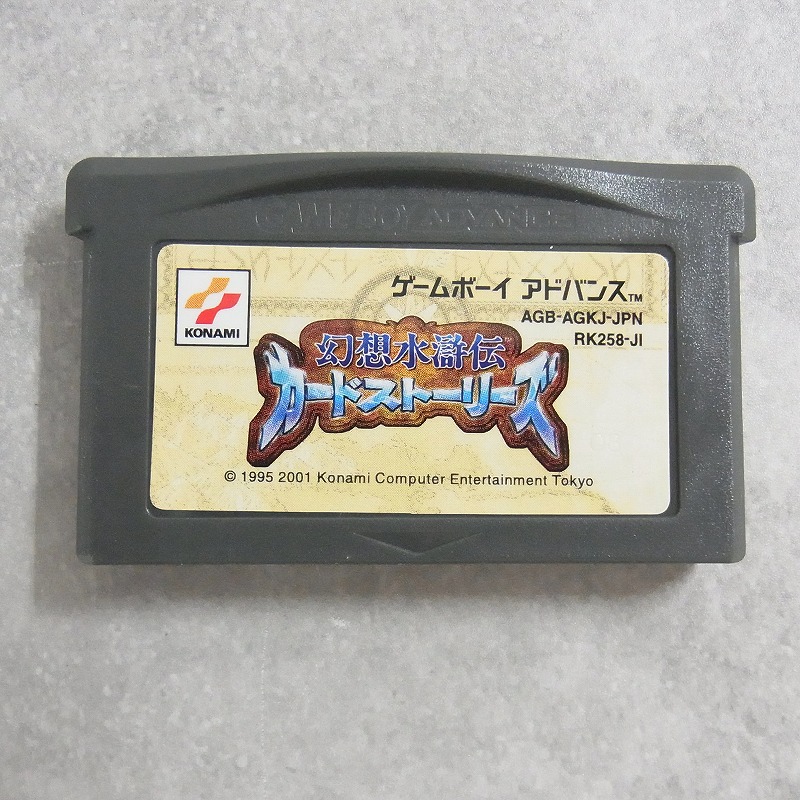 GAME BOY ADVANCE
KONAMI
ゲームボーイ アドバンス™
AGB-AGKJ-JPN
RK258-JI
幻想水滸伝
カードストーリーズ
© 1995 2001 Konami Computer Entertainment Tokyo